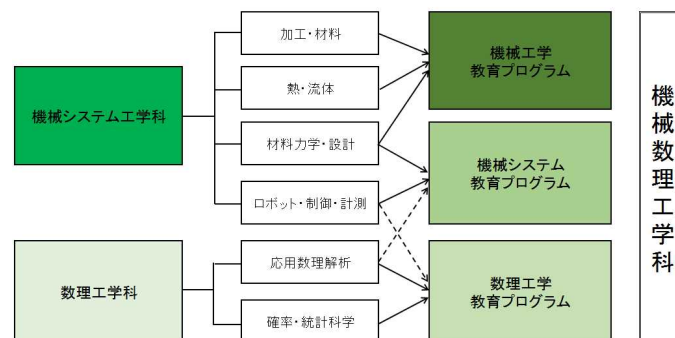 機械システム工学科
数理工学科
加工・材料
熱・流体
材料力学・設計
ロボット・制御・計測
応用数理解析
確率・統計科学
機械工学
教育プログラム
機械システム
教育プログラム
数理工学
教育プログラム
機械数理工学科